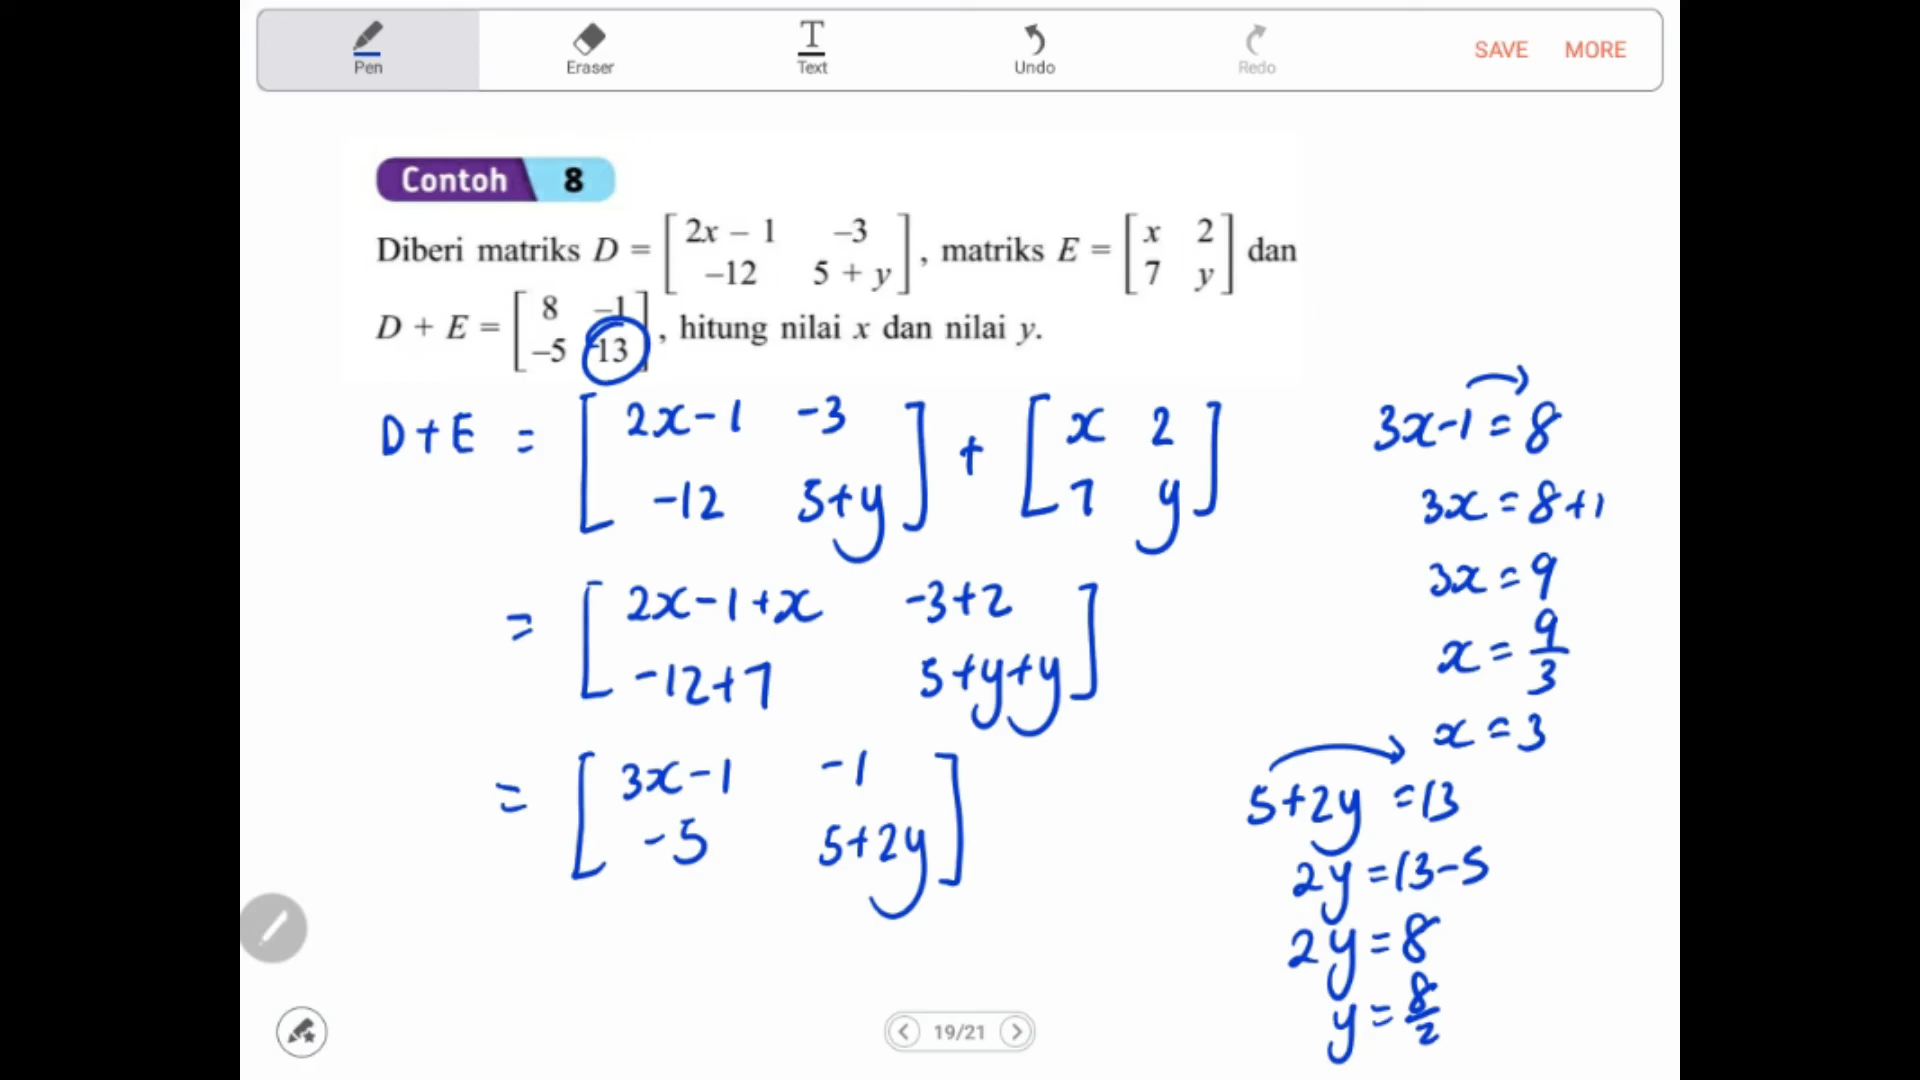 Pen Eraser Text Undo Redo SAVE MORE
Contoh 8
Diberi matriks D = [2x – 1 –3
–12 5 + y], matriks E = [x 2
7 y] dan
D + E = [8 –1
–5 13], hitung nilai x dan nilai y.
D+E = [2x-1 -3
-12 5+y] + [x 2
7 y]
= [2x-1+x -3+2
-12+7 5+y+y]
= [3x-1 -1
-5 5+2y]
3x-1=8
3x=8+1
3x=9
x=9/3
x=3
5+2y=13
2y=13-5
2y=8
y=8/2
19/21